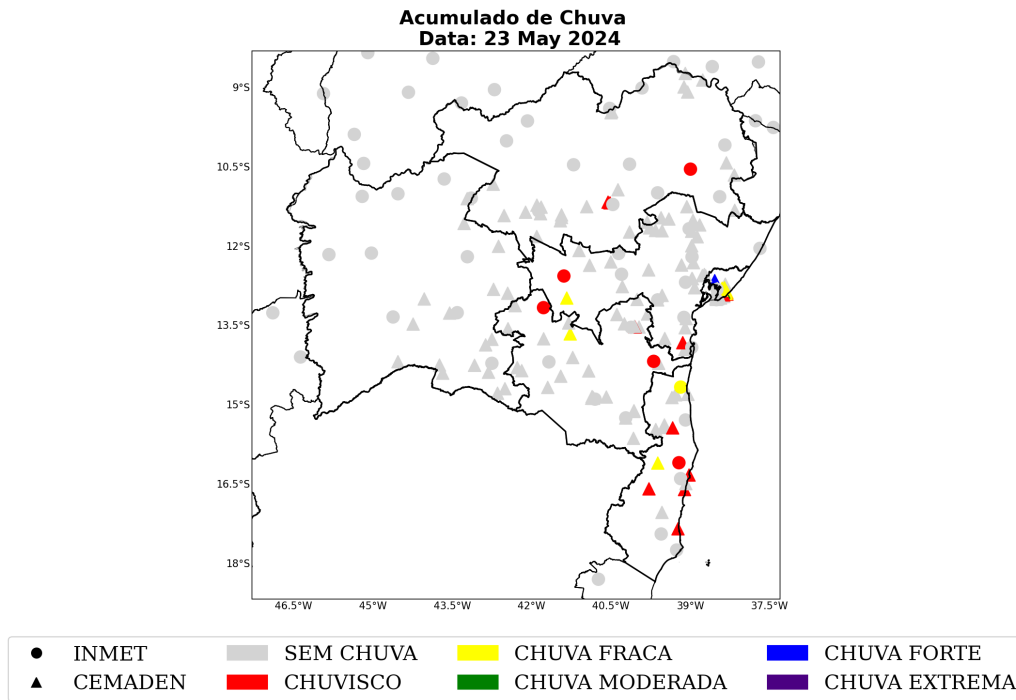 Acumulado de Chuva
Data: 23 May 2024
9°S
10.5°S
12°S
13.5°S
15°S
16.5°S
18°S
46.5°W 45°W 43.5°W 42°W 40.5°W 39°W 37.5°W
INMET SEM CHUVA CHUVA FRACA CHUVA FORTE
CEMADEN CHUVISCO CHUVA MODERADA CHUVA EXTREMA